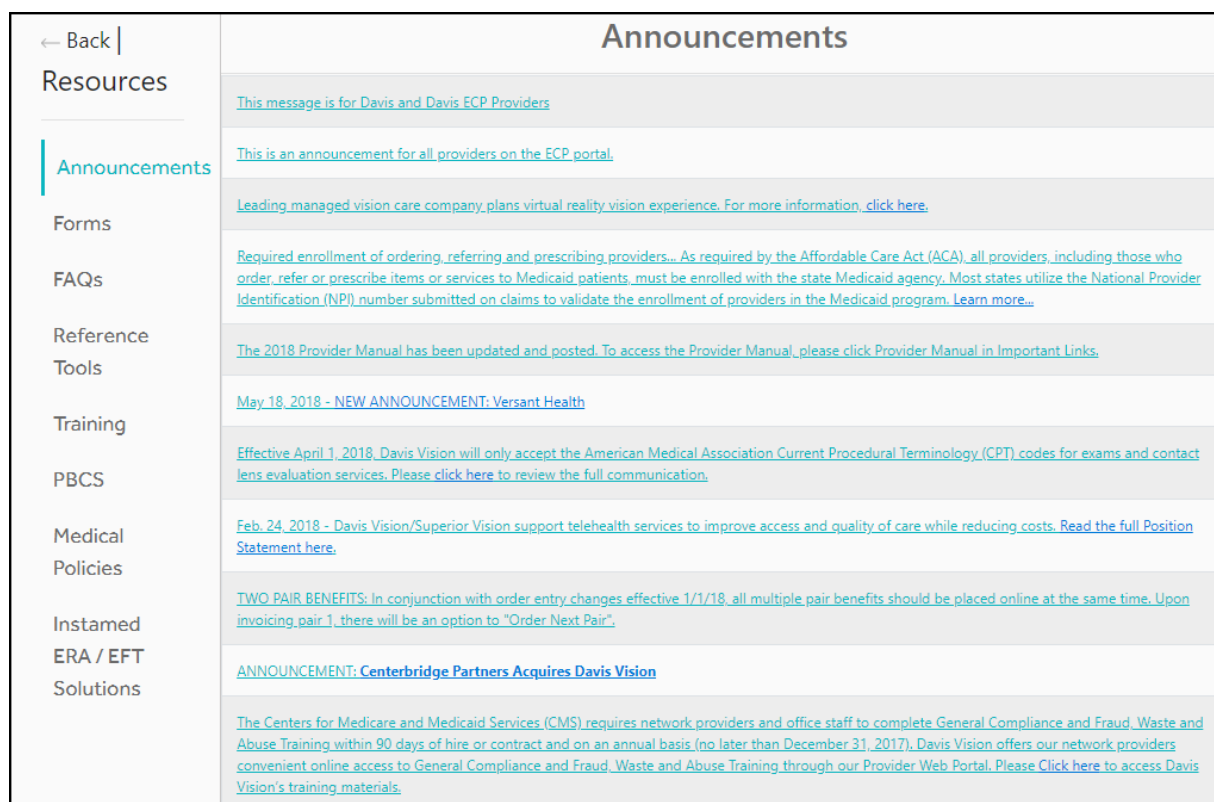 ← Back |
Resources
Announcements
Forms
FAQs
Reference
Tools
Training
PBCS
Medical
Policies
Instamed
ERA / EFT
Solutions
Announcements
This message is for Davis and Davis ECP Providers
This is an announcement for all providers on the ECP portal.
Leading managed vision care company plans virtual reality vision experience. For more information, click here.
Required enrollment of ordering, referring and prescribing providers... As required by the Affordable Care Act (ACA), all providers, including those who
order, refer or prescribe items or services to Medicaid patients, must be enrolled with the state Medicaid agency. Most states utilize the National Provider
Identification (NPI) number submitted on claims to validate the enrollment of providers in the Medicaid program. Learn more...
The 2018 Provider Manual has been updated and posted. To access the Provider Manual, please click Provider Manual in Important Links.
May 18, 2018 - NEW ANNOUNCEMENT: Versant Health
Effective April 1, 2018, Davis Vision will only accept the American Medical Association Current Procedural Terminology (CPT) codes for exams and contact
lens evaluation services. Please click here to review the full communication.
Feb. 24, 2018 - Davis Vision/Superior Vision support telehealth services to improve access and quality of care while reducing costs. Read the full Position
Statement here.
TWO PAIR BENEFITS: In conjunction with order entry changes effective 1/1/18, all multiple pair benefits should be placed online at the same time. Upon
invoicing pair 1, there will be an option to "Order Next Pair".
ANNOUNCEMENT: Centerbridge Partners Acquires Davis Vision
The Centers for Medicare and Medicaid Services (CMS) requires network providers and office staff to complete General Compliance and Fraud, Waste and
Abuse Training within 90 days of hire or contract and on an annual basis (no later than December 31, 2017). Davis Vision offers our network providers
convenient online access to General Compliance and Fraud, Waste and Abuse Training through our Provider Web Portal. Please Click here to access Davis
Vision's training materials.